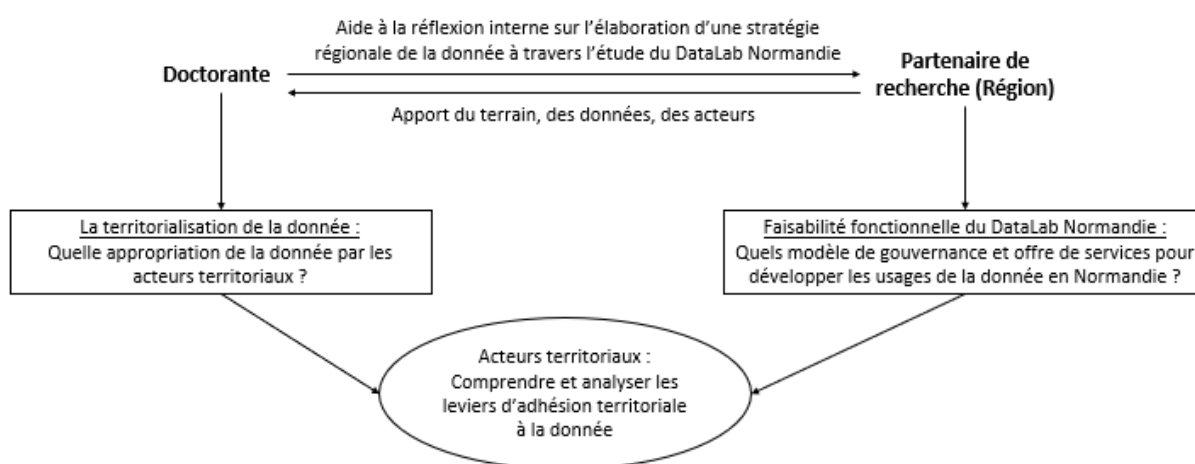 Aide à la réflexion interne sur l’élaboration d’une stratégie
régionale de la donnée à travers l’étude du DataLab Normandie
Doctorante
Partenaire de
recherche (Région)
Apport du terrain, des données, des acteurs
La territorialisation de la donnée :
Quelle appropriation de la donnée par les
acteurs territoriaux ?
Faisabilité fonctionnelle du DataLab Normandie :
Quels modèle de gouvernance et offre de services pour
développer les usages de la donnée en Normandie ?
Acteurs territoriaux :
Comprendre et analyser les
leviers d’adhésion territoriale
à la donnée